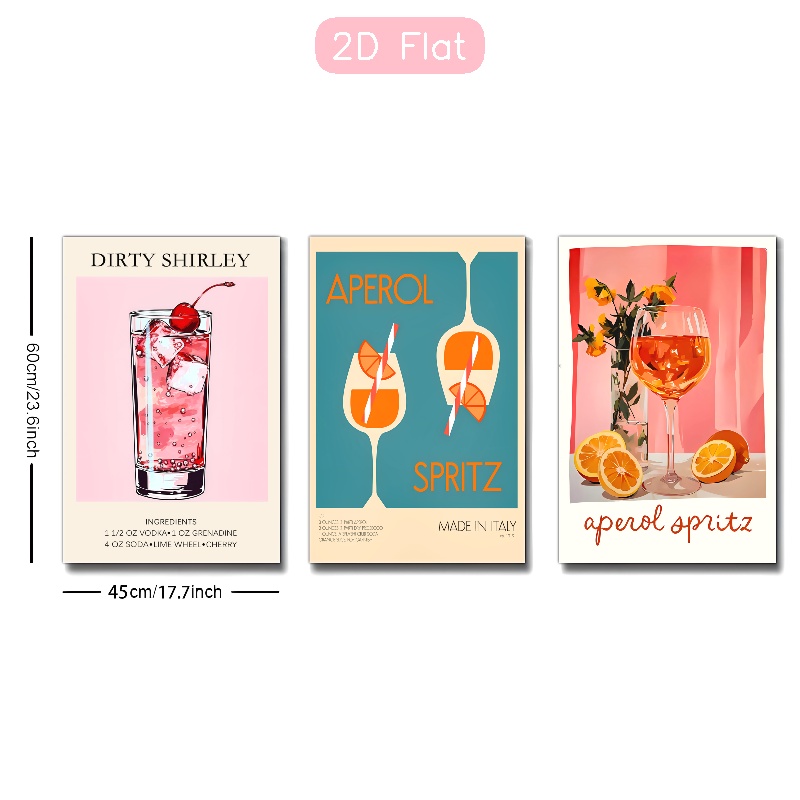 2D Flat
60cm/23.6inch
DIRTY SHIRLEY
INGREDIENTS
1 1/2 OZ VODKA•1 OZ GRENADINE
4 OZ SODA•LIME WHEEL•CHERRY
45cm/17.7inch
APEROL
SPRITZ
MADE IN ITALY
aperol spritz